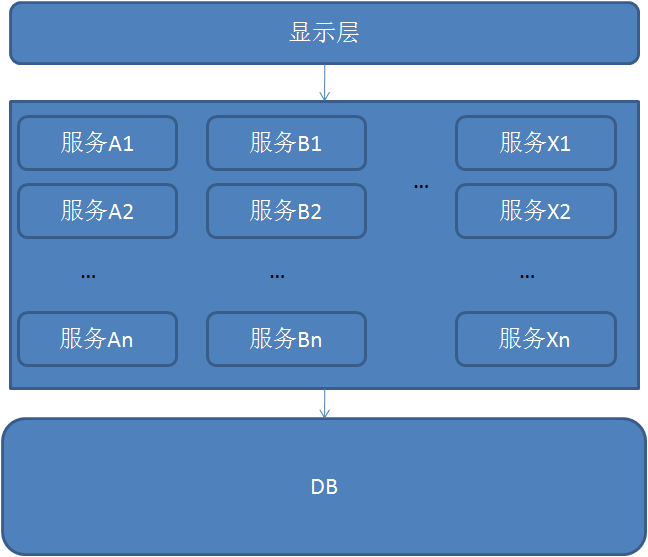 显示层
服务A1 服务B1 服务X1
...
服务A2 服务B2 服务X2
... ... ...
服务An 服务Bn 服务Xn
DB